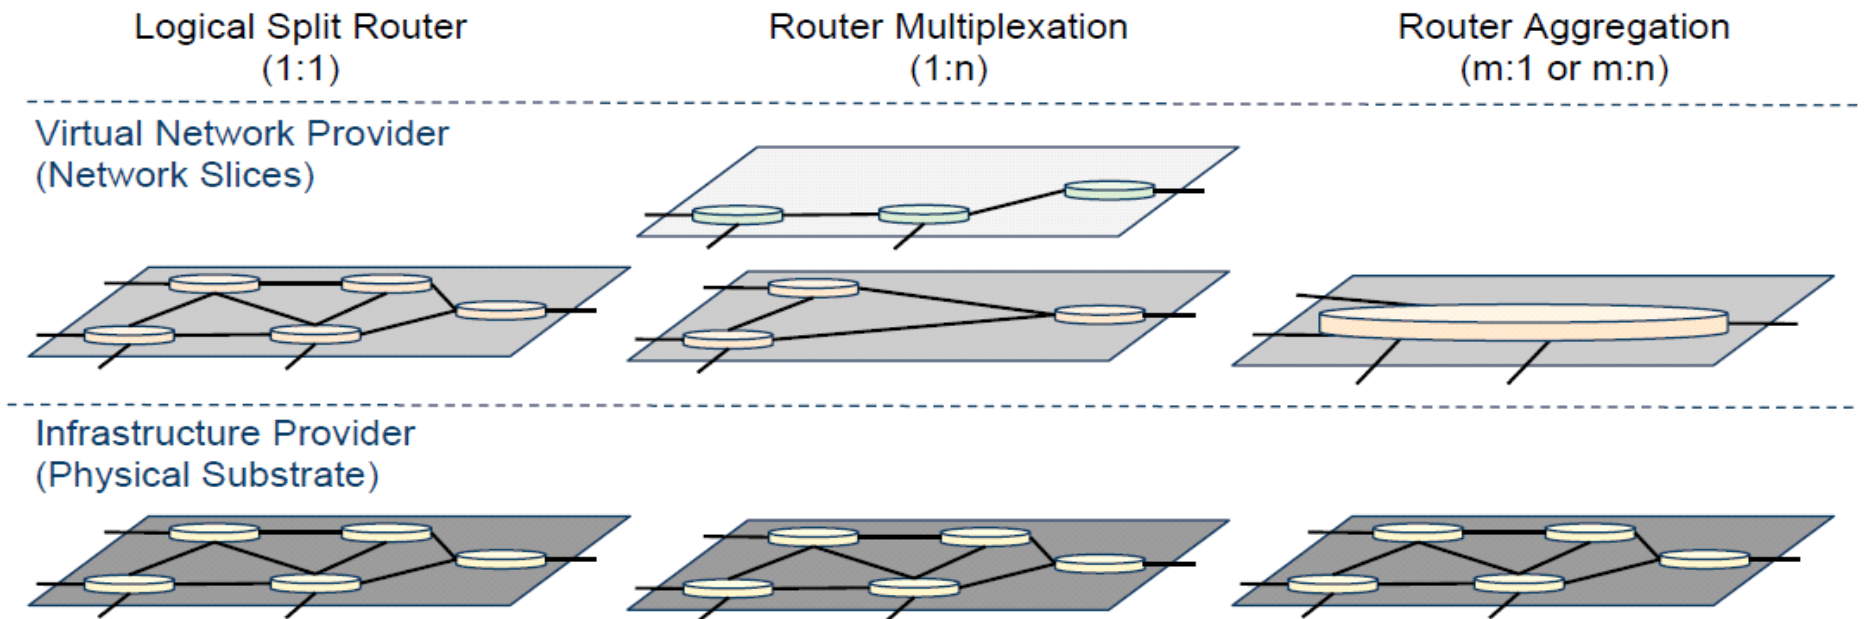 Logical Split Router
(1:1)
Router Multiplexation
(1:n)
Router Aggregation
(m:1 or m:n)
Virtual Network Provider
(Network Slices)
Infrastructure Provider
(Physical Substrate)